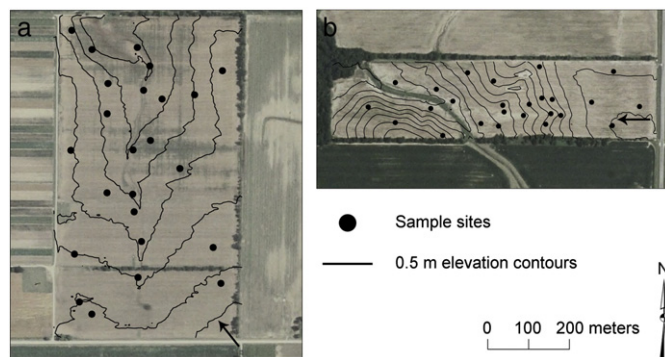 a
b
Sample sites
0.5 m elevation contours
N
0 100 200 meters